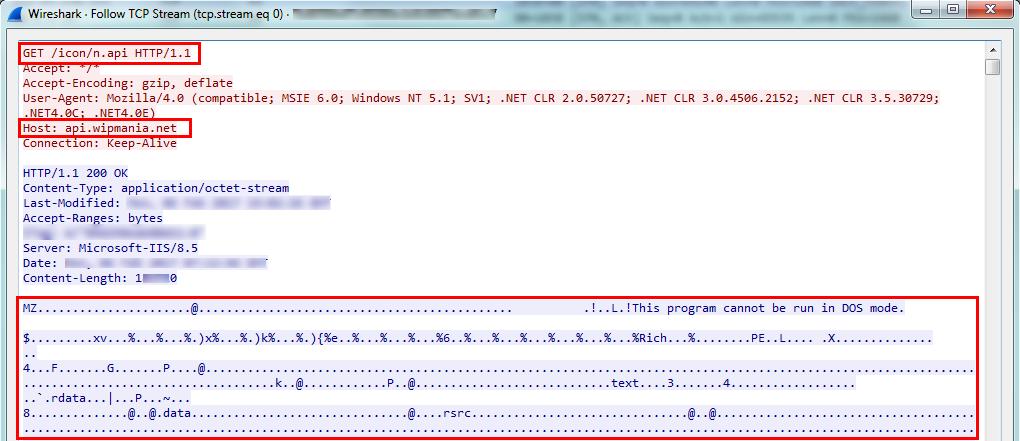 Wireshark · Follow TCP Stream (tcp.stream eq 0) ·
GET /icon/n.api HTTP/1.1
Accept: */*
Accept-Encoding: gzip, deflate
User-Agent: Mozilla/4.0 (compatible; MSIE 6.0; Windows NT 5.1; SV1; .NET CLR 2.0.50727; .NET CLR 3.0.4506.2152; .NET CLR 3.5.30729;
.NET4.0C; .NET4.0E)
Host: api.wipmania.net
Connection: Keep-Alive
HTTP/1.1 200 OK
Content-Type: application/octet-stream
Last-Modified:
Accept-Ranges: bytes
Server: Microsoft-IIS/8.5
Date:
Content-Length: 1 0
MZ......................@....................................... .!..L.!This program cannot be run in DOS mode.
$.........xv...%...%...%.)x%...%.)k%...%.){%e..%...%...%...%6..%...%...%...%...%...%...%Rich...%........PE..L.... .X...............
..
4...F.......G.......P....@..............................................................................................
................................k..@............P..@............................text....3.......4...................
..`.rdata...|...P...~...
8.............@..@.data...............................@....rsrc...........................@..@.................................
........................................................................................................................